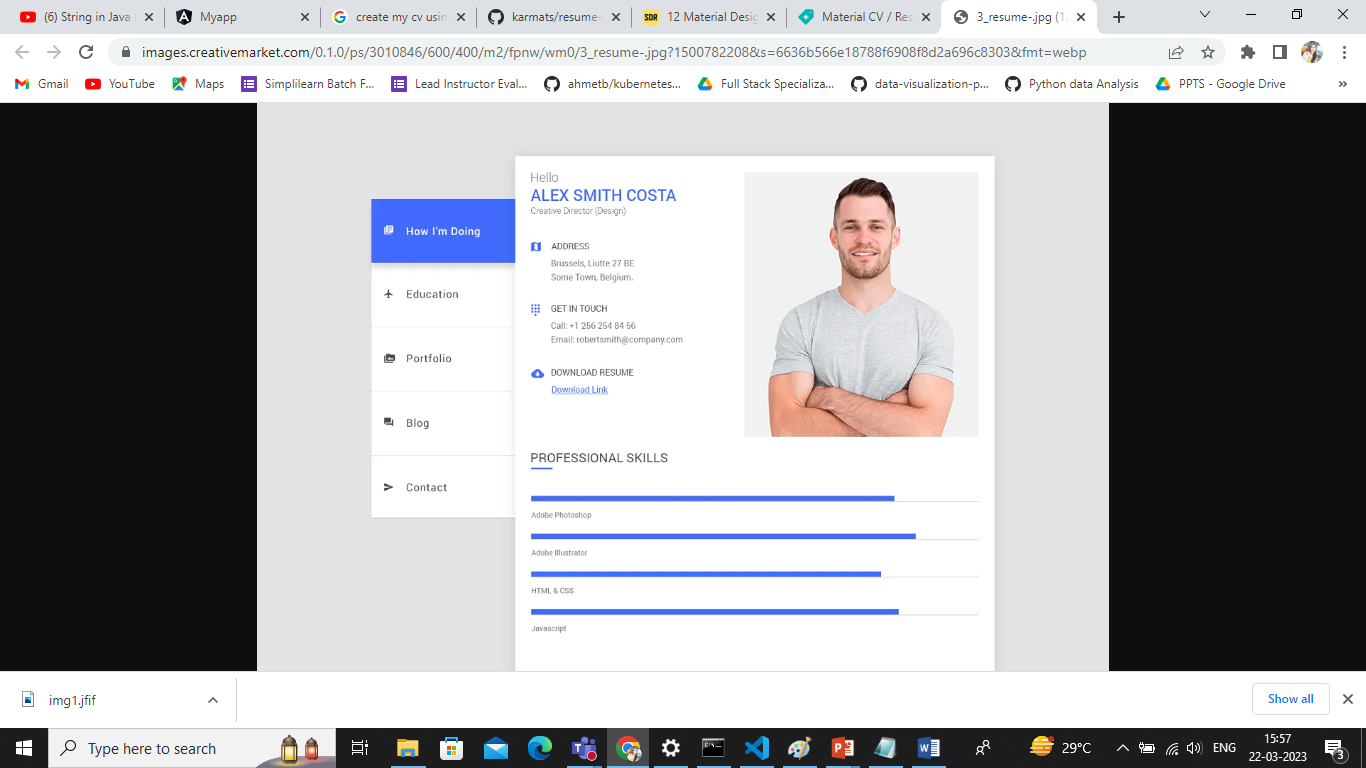 (6) String in Java
Myapp
create my cv usin
karmats/resume-
SDR
12 Material Desig
Material CV / Res
3_resume-.jpg (1
images.creativemarket.com/0.1.0/ps/3010846/600/400/m2/fpnw/wm0/3_resume-.jpg?1500782208&s=6636b566e18788f6908f8d2a696c8303&fmt=webp
Gmail
YouTube
Maps
Simplilearn Batch F...
Lead Instructor Eval...
ahmetb/kubernetes...
Full Stack Specializa...
data-visualization-p...
Python data Analysis
PPTS - Google Drive
»
How I'm Doing
Education
Portfolio
Blog
Contact
Hello
ALEX SMITH COSTA
Creative Director (Design)
ADDRESS
Brussels, Liutte 27 BE
Some Town, Belgium.
GET IN TOUCH
Call: +1 256 254 84 56
Email: robertsmith@company.com
DOWNLOAD RESUME
Download Link
PROFESSIONAL SKILLS
Adobe Photoshop
Adobe Illustrator
HTML & CSS
Javascript
img1.jfif
Show all
Type here to search
29°C
ENG
15:57
22-03-2023
3